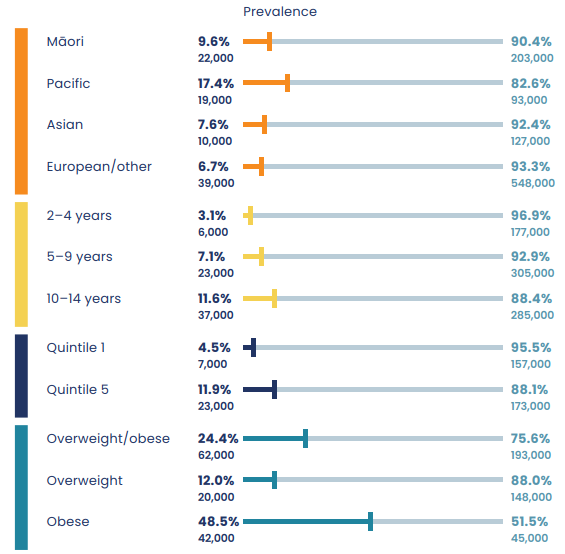 Prevalence
Māori 9.6% 90.4%
22,000 203,000
Pacific 17.4% 82.6%
19,000 93,000
Asian 7.6% 92.4%
10,000 127,000
European/other 6.7% 93.3%
39,000 548,000
2–4 years 3.1% 96.9%
6,000 177,000
5–9 years 7.1% 92.9%
23,000 305,000
10–14 years 11.6% 88.4%
37,000 285,000
Quintile 1 4.5% 95.5%
7,000 157,000
Quintile 5 11.9% 88.1%
23,000 173,000
Overweight/obese 24.4% 75.6%
62,000 193,000
Overweight 12.0% 88.0%
20,000 148,000
Obese 48.5% 51.5%
42,000 45,000